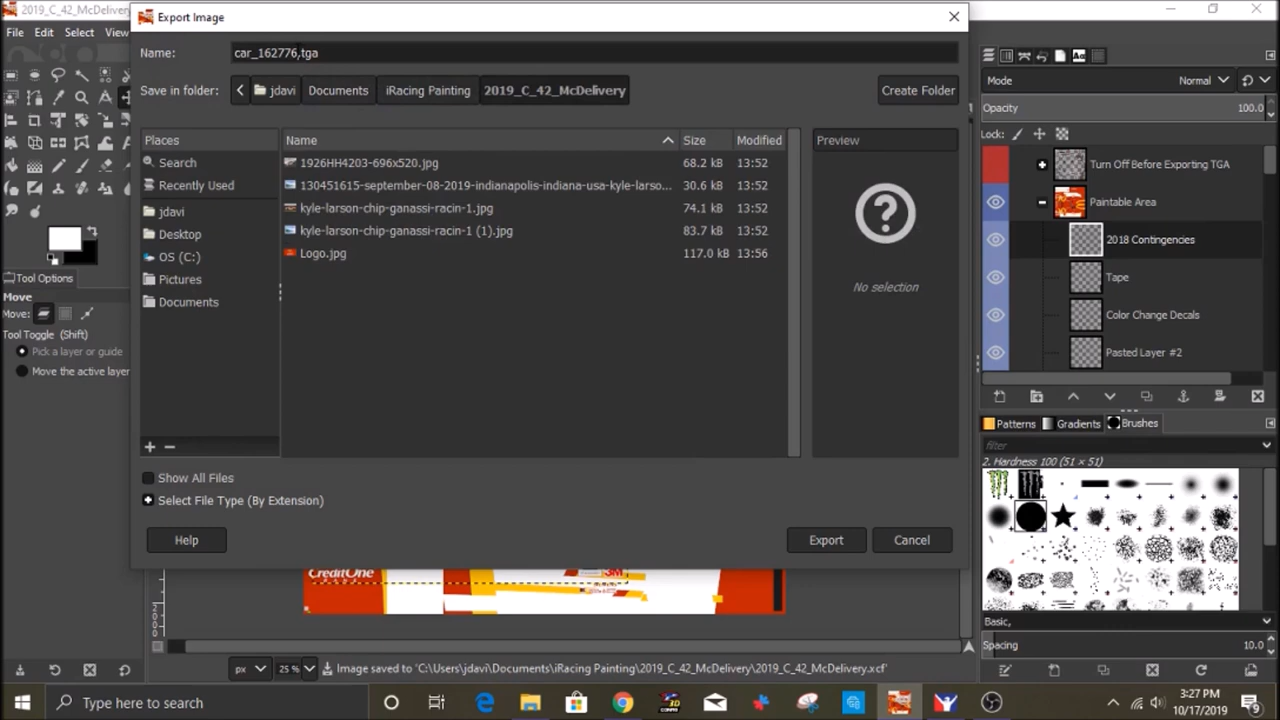 2019_C_42_McDelivery
Export Image
File Edit Select View
Name: car_162776,tga
Save in folder: jdavi Documents iRacing Painting 2019_C_42_McDelivery Create Folder
Places
Search
Recently Used
jdavi
Desktop
OS (C:)
Pictures
Documents
Name Size Modified
1926HH4203-696x520.jpg 68.2 kB 13:52
130451615-september-08-2019-indianapolis-indiana-usa-kyle-larso... 30.6 kB 13:52
kyle-larson-chip-ganassi-racin-1.jpg 74.1 kB 13:52
kyle-larson-chip-ganassi-racin-1 (1).jpg 83.7 kB 13:52
Logo.jpg 117.0 kB 13:56
Preview
No selection
Show All Files
Select File Type (By Extension)
Help Export Cancel
Tool Options
Move
Move:
Tool Toggle (Shift)
Pick a layer or guide
Move the active layer
Mode Normal
Opacity 100.0
Lock:
Turn Off Before Exporting TGA
Paintable Area
2018 Contingencies
Tape
Color Change Decals
Pasted Layer #2
Patterns Gradients Brushes
filter
2. Hardness 100 (51 × 51)
Basic,
Spacing 10.0
CreditOne
3M
2000
px 25 % Image saved to 'C:\Users\jdavi\Documents\iRacing Painting\2019_C_42_McDelivery\2019_C_42_McDelivery.xcf'
Type here to search
3:27 PM
10/17/2019